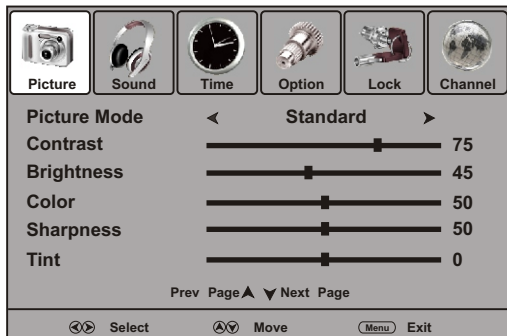 Picture Sound Time Option Lock Channel
Picture Mode Standard
Contrast 75
Brightness 45
Color 50
Sharpness 50
Tint 0
Prev Page Next Page
Select Move Menu Exit